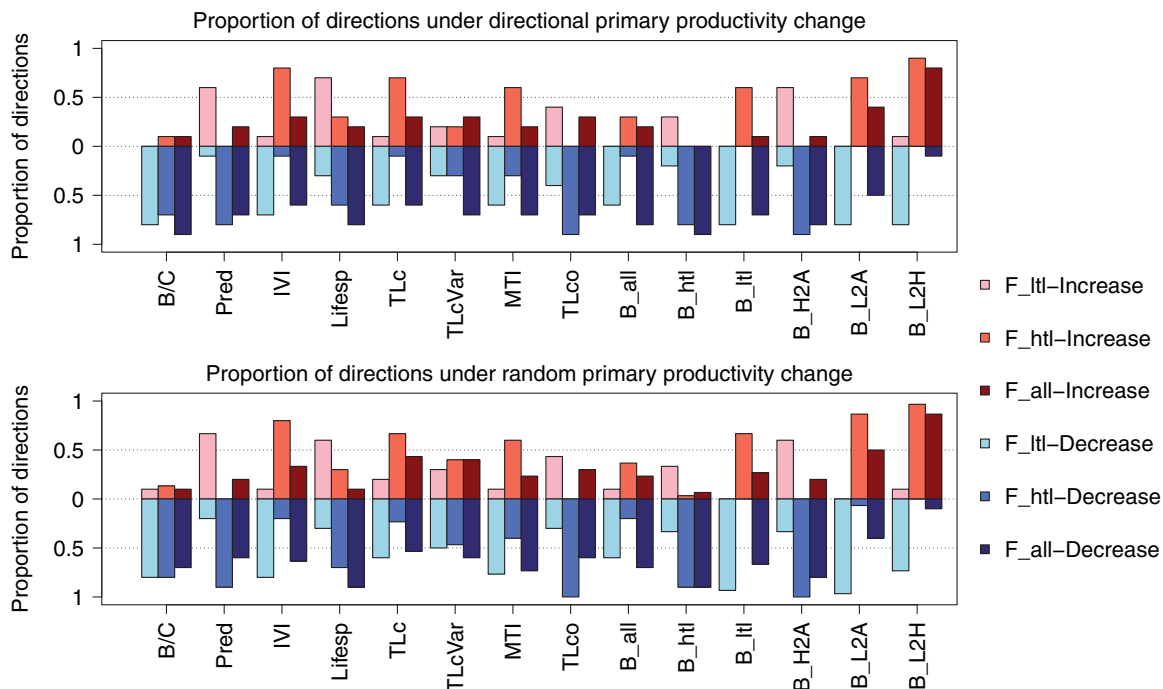 Proportion of directions under directional primary productivity change
Proportion of directions
1
0.5
0
0.5
1
B/C
Pred
IVI
Lifesp
TLc
TLcVar
MTI
TLco
B_all
B_htl
B_ltl
B_H2A
B_L2A
B_L2H
Proportion of directions under random primary productivity change
Proportion of directions
1
0.5
0
0.5
1
B/C
Pred
IVI
Lifesp
TLc
TLcVar
MTI
TLco
B_all
B_htl
B_ltl
B_H2A
B_L2A
B_L2H
F_ltl−Increase
F_htl−Increase
F_all−Increase
F_ltl−Decrease
F_htl−Decrease
F_all−Decrease